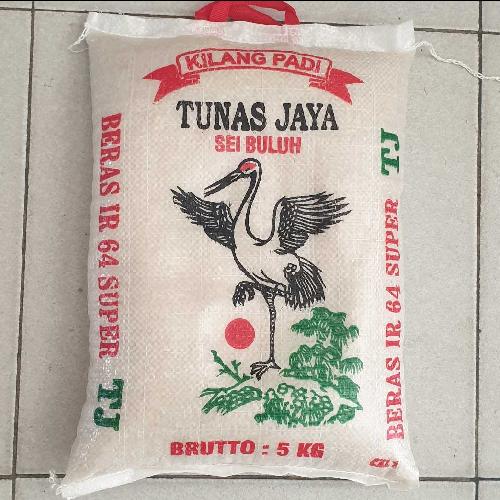 KILANG PADI
TUNAS JAYA
SEI BULUH
BERAS IR 64 SUPER TJ
BERAS IR 64 SUPER TJ
BRUTTO : 5 KG